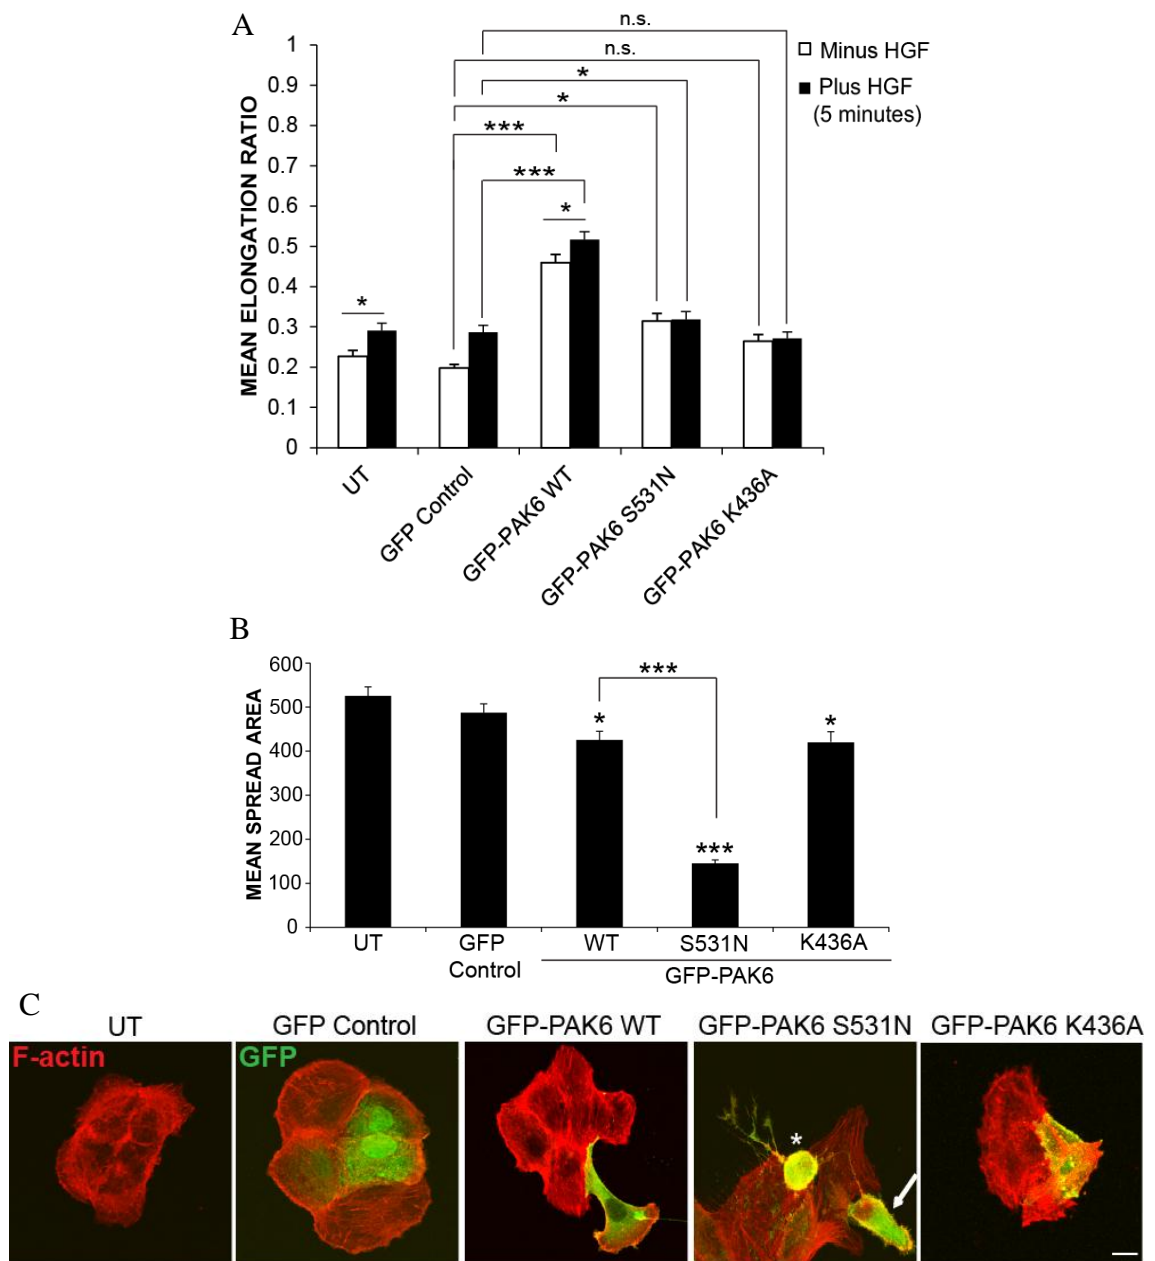 A
n.s.
n.s.
*
*
***
***
*
*
Minus HGF
Plus HGF
(5 minutes)
MEAN ELONGATION RATIO
1
0.9
0.8
0.7
0.6
0.5
0.4
0.3
0.2
0.1
0
UT
GFP Control
GFP-PAK6 WT
GFP-PAK6 S531N
GFP-PAK6 K436A
B
MEAN SPREAD AREA
600
500
400
300
200
100
0
***
*
***
*
UT
GFP
Control
WT
S531N
K436A
GFP-PAK6
C
UT
GFP Control
GFP-PAK6 WT
GFP-PAK6 S531N
GFP-PAK6 K436A
F-actin
GFP
*